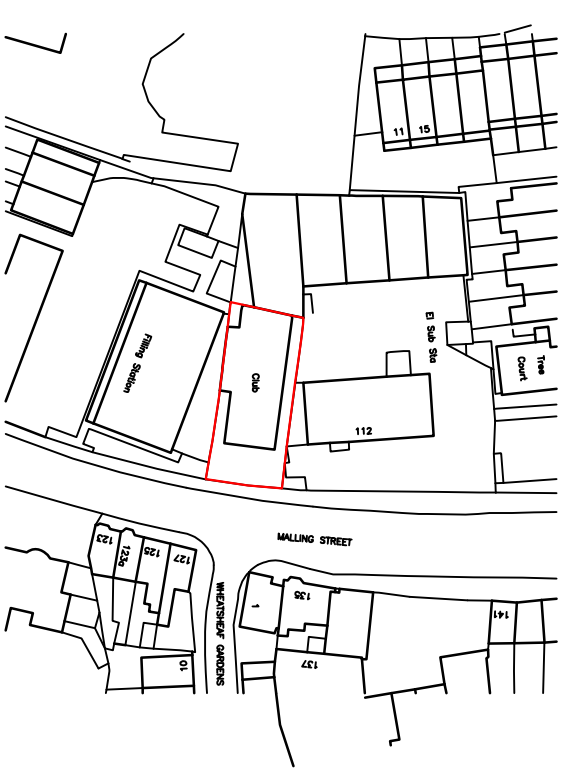 11
15
El Sub Sta
Tree
Court
Filling Station
Club
112
MALLING STREET
123
123a
125
127
WHEATSHEAF GARDENS
1
135
141
137
10